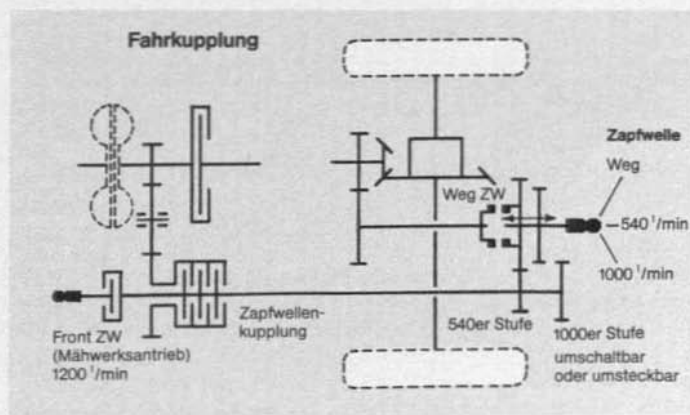 Fahrkupplung
Zapfwelle
Weg
Weg ZW
540 ¹/min
1000 ¹/min
Zapfwellen-
kupplung
540er Stufe
1000er Stufe
umschaltbar
oder umsteckbar
Front ZW
(Mähwerksantrieb)
1200 ¹/min